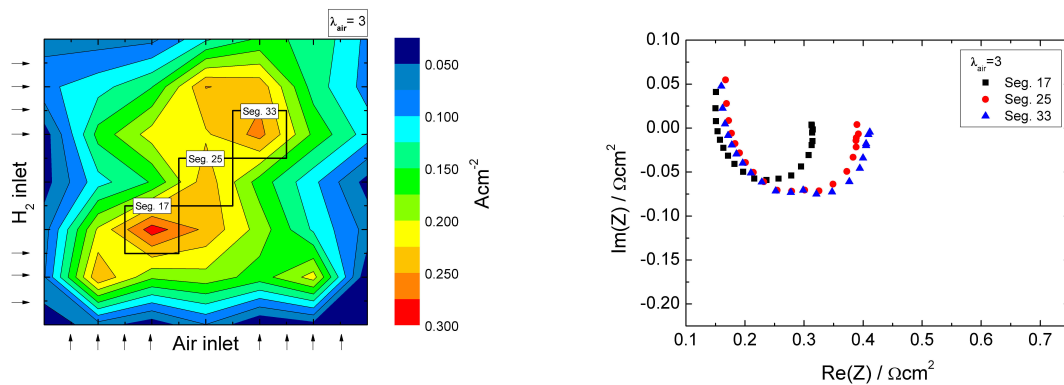 λair= 3
Seg. 33
Seg. 25
Seg. 17
H2 inlet
Air inlet
0.050
0.100
0.150
0.200
0.250
0.300
Acm-2
0.10
0.05
0.00
-0.05
-0.10
-0.15
-0.20
Im(Z) / Ωcm2
λair=3
Seg. 17
Seg. 25
Seg. 33
0.1 0.2 0.3 0.4 0.5 0.6 0.7
Re(Z) / Ωcm2